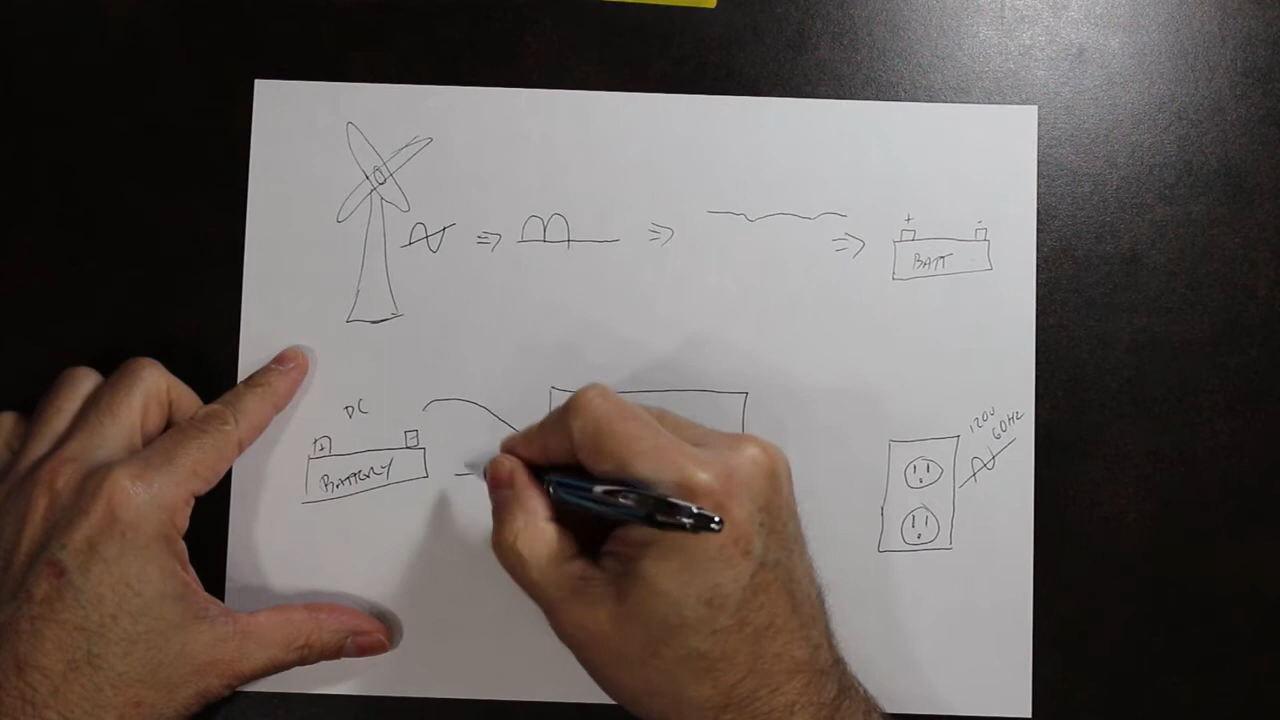 + -
BATT
DC
120V
60HZ
+ -
BATTERY